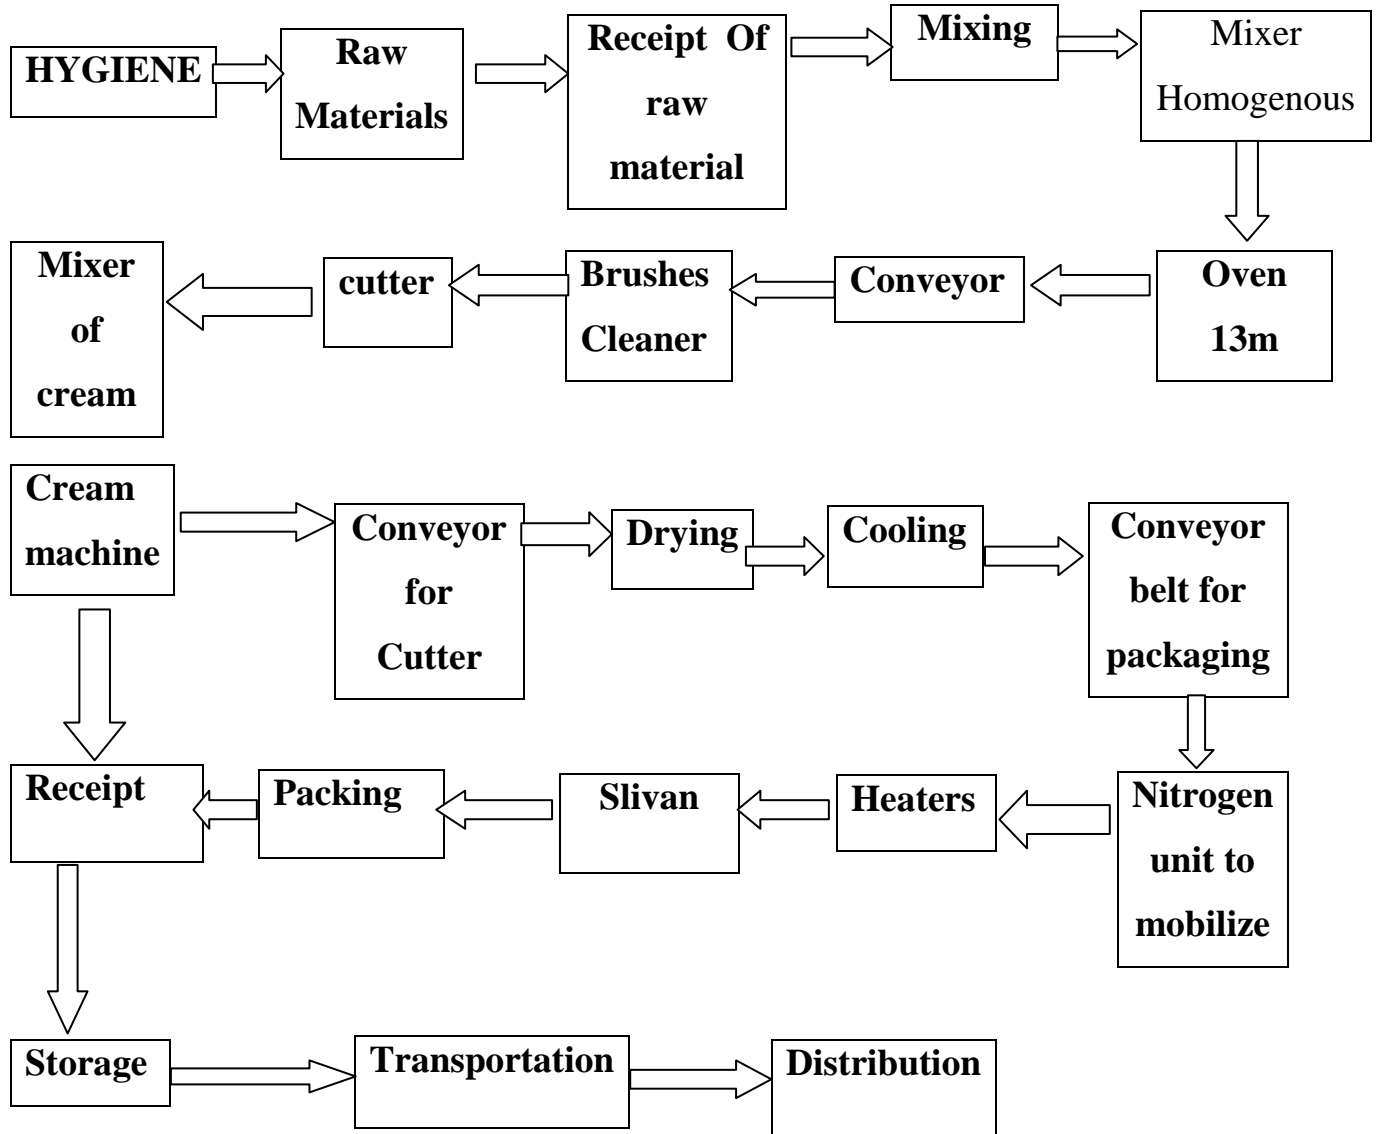 HYGIENE
Raw
Materials
Receipt Of
raw
material
Mixing
Mixer
Homogenous
Oven
13m
Conveyor
Brushes
Cleaner
cutter
Mixer
of
cream
Cream
machine
Conveyor
for
Cutter
Drying
Cooling
Conveyor
belt for
packaging
Nitrogen
unit to
mobilize
Heaters
Slivan
Packing
Receipt
Storage
Transportation
Distribution